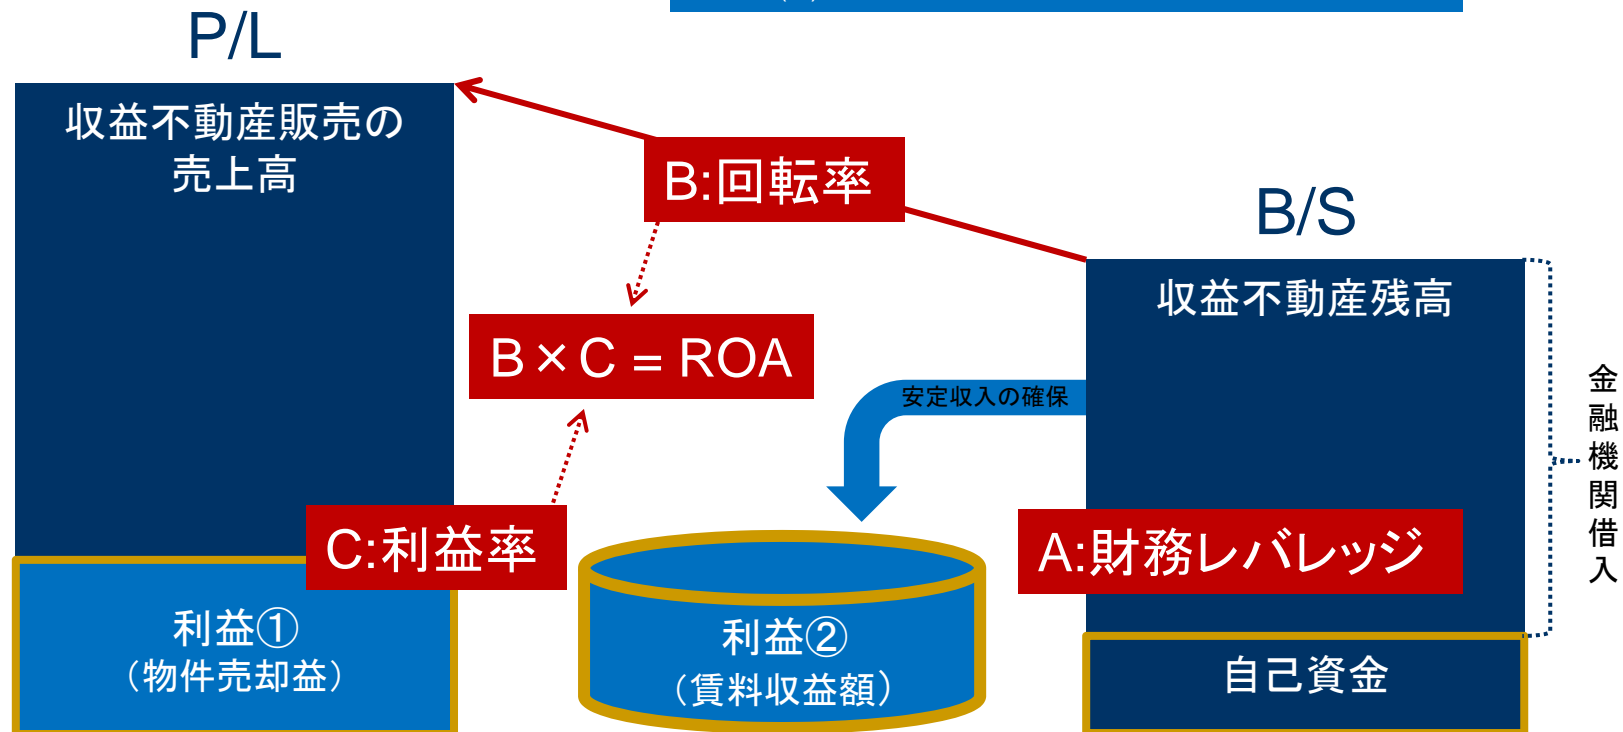 P/L
収益不動産販売の
売上高
B:回転率
B/S
収益不動産残高
B×C=ROA
安定収入の確保
金融機関借入
C:利益率
A:財務レバレッジ
利益①
（物件売却益）
利益②
（賃料収益額）
自己資金